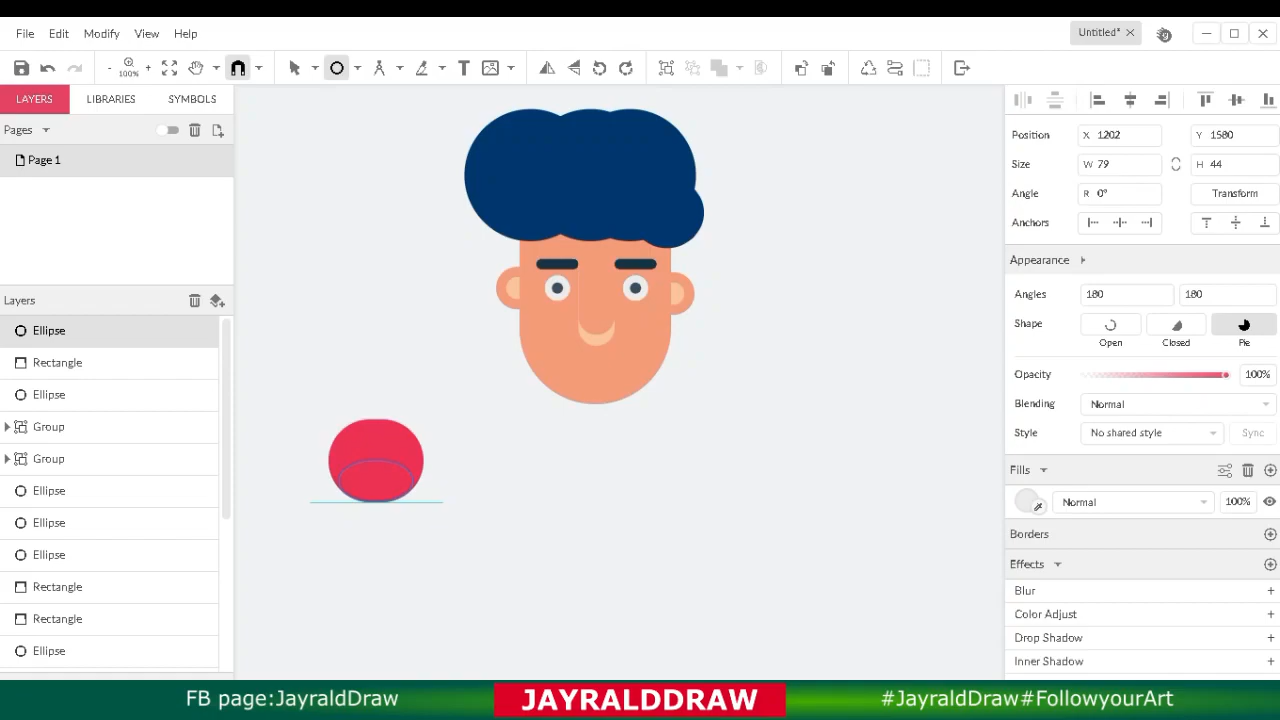 File Edit Modify View Help
Untitled*
- 100% +
LAYERS LIBRARIES SYMBOLS
Pages
Page 1
Layers
Ellipse
Rectangle
Ellipse
Group
Group
Ellipse
Ellipse
Ellipse
Rectangle
Rectangle
Ellipse
Position X 1202 Y 1580
Size W 79 H 44
Angle R 0° Transform
Anchors
Appearance
Angles 180 180
Shape
Open Closed Pie
Opacity 100%
Blending Normal
Style No shared style Sync
Fills
Normal 100%
Borders
Effects
Blur +
Color Adjust +
Drop Shadow +
Inner Shadow +
FB page:JayraldDraw JAYRALDDRAW #JayraldDraw#FollowyourArt